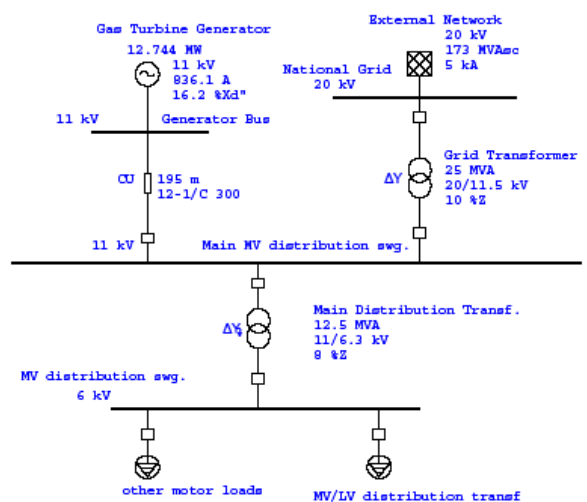 Gas Turbine Generator
12.744 MW
11 kV
836.1 A
16.2 %Xd"
External Network
20 kV
173 MVAsc
5 kA
National Grid
20 kV
11 kV
Generator Bus
CU
195 m
12-1/C 300
Grid Transformer
25 MVA
20/11.5 kV
10 %Z
ΔY
11 kV
Main MV distribution swg.
Main Distribution Transf.
12.5 MVA
11/6.3 kV
8 %Z
ΔY
MV distribution swg.
6 kV
other motor loads
MV/LV distribution transf